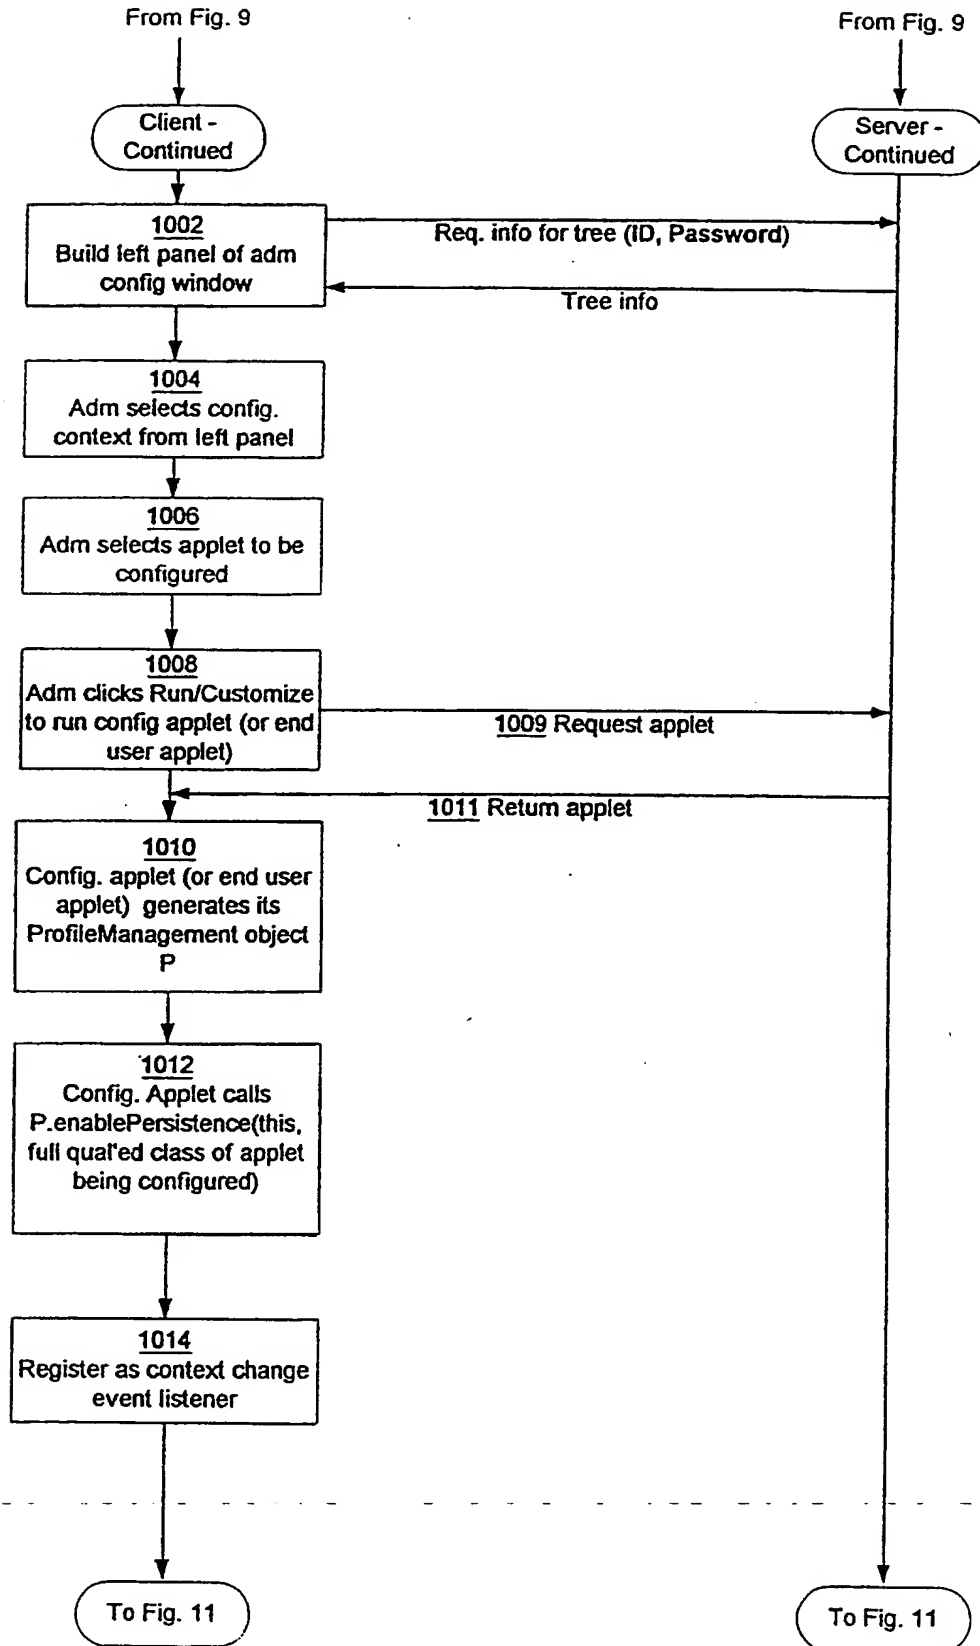 From Fig. 9
From Fig. 9
Client -
Continued
Server -
Continued
1002
Build left panel of adm
config window
Req. info for tree (ID, Password)
Tree info
1004
Adm selects config.
context from left panel
1006
Adm selects applet to be
configured
1008
Adm clicks Run/Customize
to run config applet (or end
user applet)
1009 Request applet
1011 Return applet
1010
Config. applet (or end user
applet) generates its
ProfileManagement object
P
1012
Config. Applet calls
P.enablePersistence(this,
full qual'ed class of applet
being configured)
1014
Register as context change
event listener
To Fig. 11
To Fig. 11